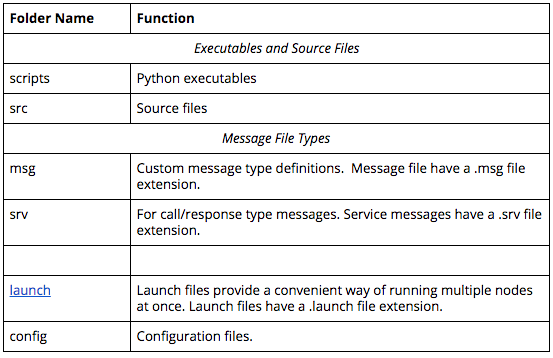 Folder Name Function
Executables and Source Files
scripts Python executables
src Source files
Message File Types
msg Custom message type definitions.  Message file have a .msg file
extension.
srv For call/response type messages. Service messages have a .srv file
extension.
launch Launch files provide a convenient way of running multiple nodes
at once. Launch files have a .launch file extension.
config Configuration files.